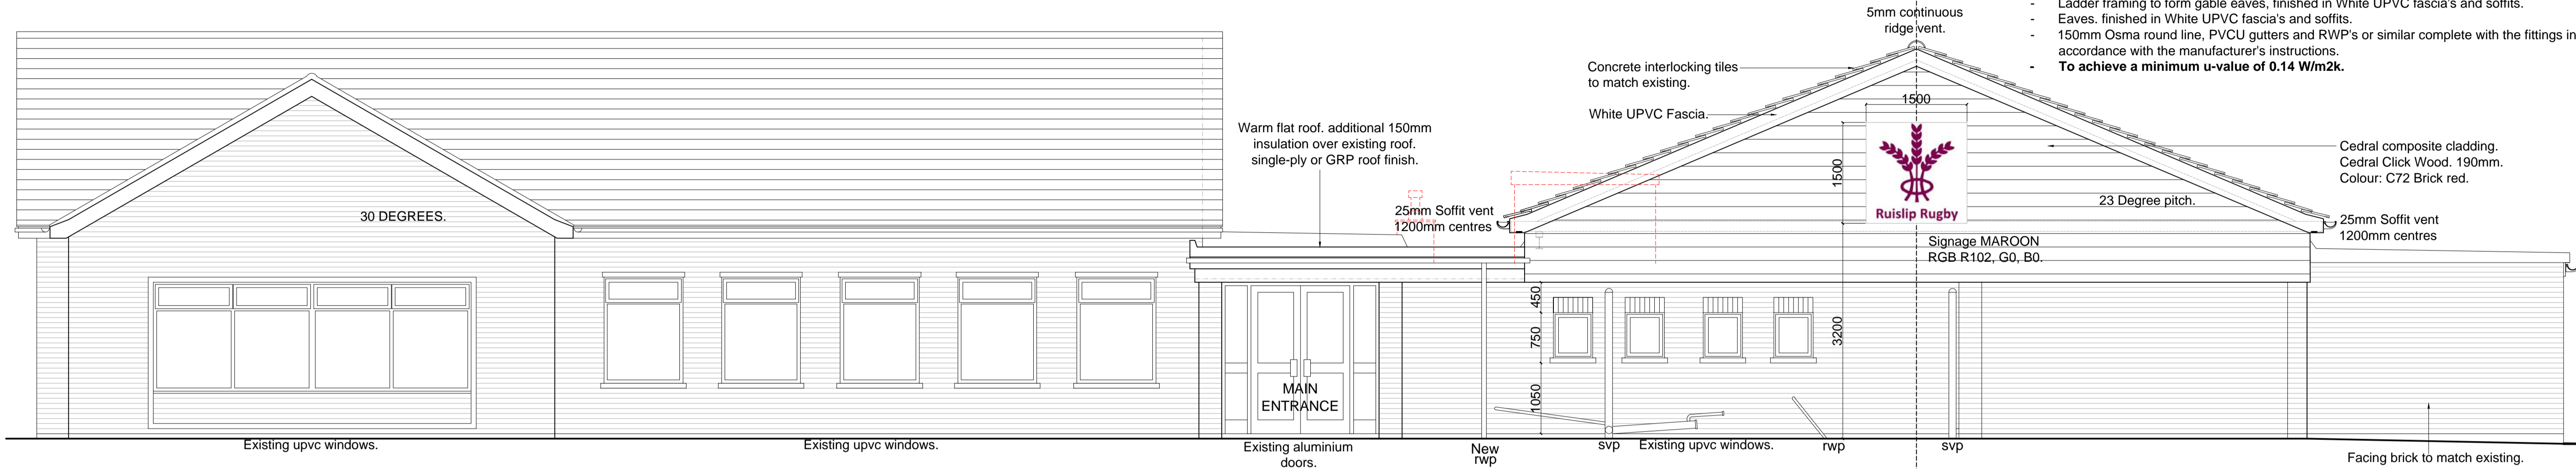 - Ladder framing to form gable eaves, finished in White UPVC fascia's and soffits.
- Eaves. finished in White UPVC fascia's and soffits.
- 150mm Osma round line, PVCU gutters and RWP's or similar complete with the fittings in
accordance with the manufacturer's instructions.
- To achieve a minimum u-value of 0.14 W/m2k.
5mm continuous
ridge vent.
Concrete interlocking tiles
to match existing.
White UPVC Fascia.
1500
1500
Warm flat roof. additional 150mm
insulation over existing roof.
single-ply or GRP roof finish.
Cedral composite cladding.
Cedral Click Wood. 190mm.
Colour: C72 Brick red.
30 DEGREES.
25mm Soffit vent
1200mm centres
Ruislip Rugby
23 Degree pitch.
25mm Soffit vent
1200mm centres
Signage MAROON
RGB R102, G0, B0.
450
750
1050
3200
MAIN
ENTRANCE
Existing upvc windows.
Existing upvc windows.
Existing aluminium
doors.
New
rwp
svp
Existing upvc windows.
rwp
svp
Facing brick to match existing.